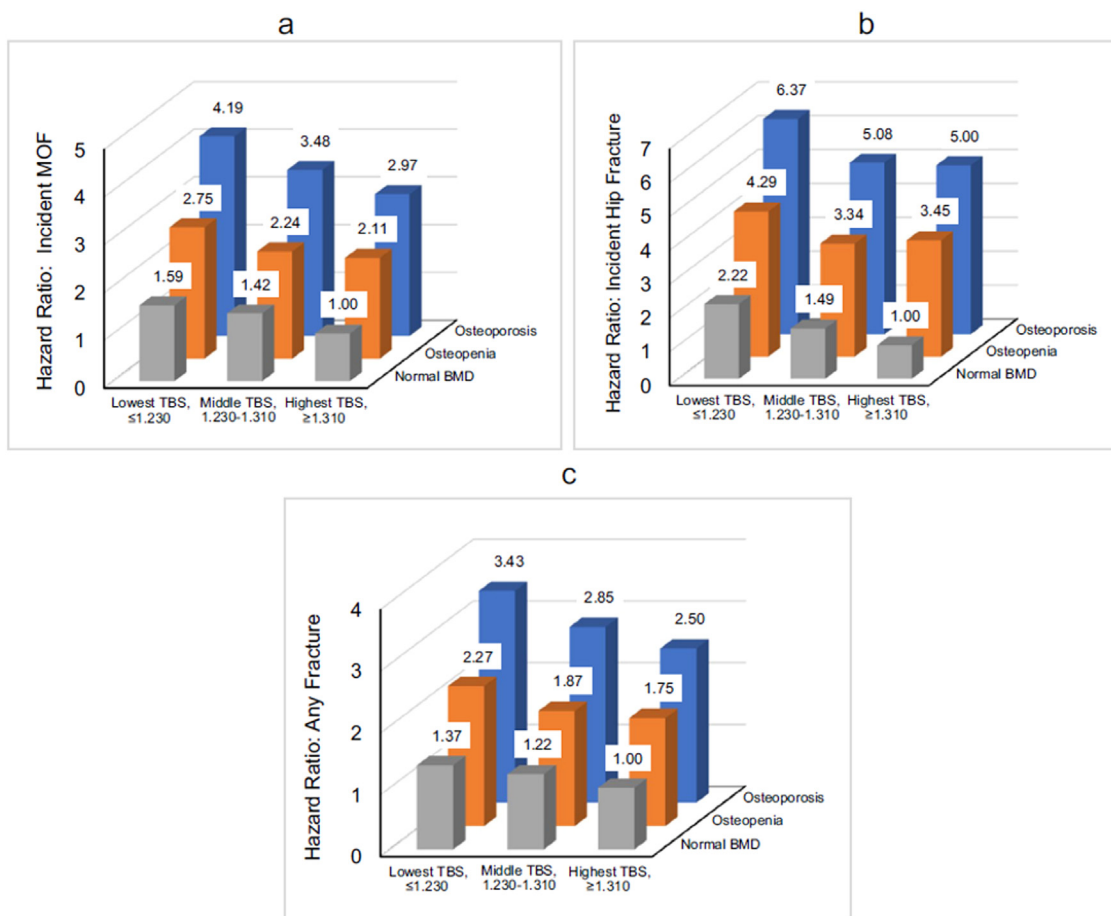 a
Hazard Ratio: Incident MOF
5
4
3
2
1
0
4.19
3.48
2.97
2.75
2.24
2.11
1.59
1.42
1.00
Osteoporosis
Osteopenia
Normal BMD
Lowest TBS,
≤1.230
Middle TBS,
1.230-1.310
Highest TBS,
≥1.310
b
Hazard Ratio: Incident Hip Fracture
7
6
5
4
3
2
1
0
6.37
5.08
5.00
4.29
3.34
3.45
2.22
1.49
1.00
Osteoporosis
Osteopenia
Normal BMD
Lowest TBS,
≤1.230
Middle TBS,
1.230-1.310
Highest TBS,
≥1.310
c
Hazard Ratio: Any Fracture
4
3
2
1
0
3.43
2.85
2.50
2.27
1.87
1.75
1.37
1.22
1.00
Osteoporosis
Osteopenia
Normal BMD
Lowest TBS,
≤1.230
Middle TBS,
1.230-1.310
Highest TBS,
≥1.310